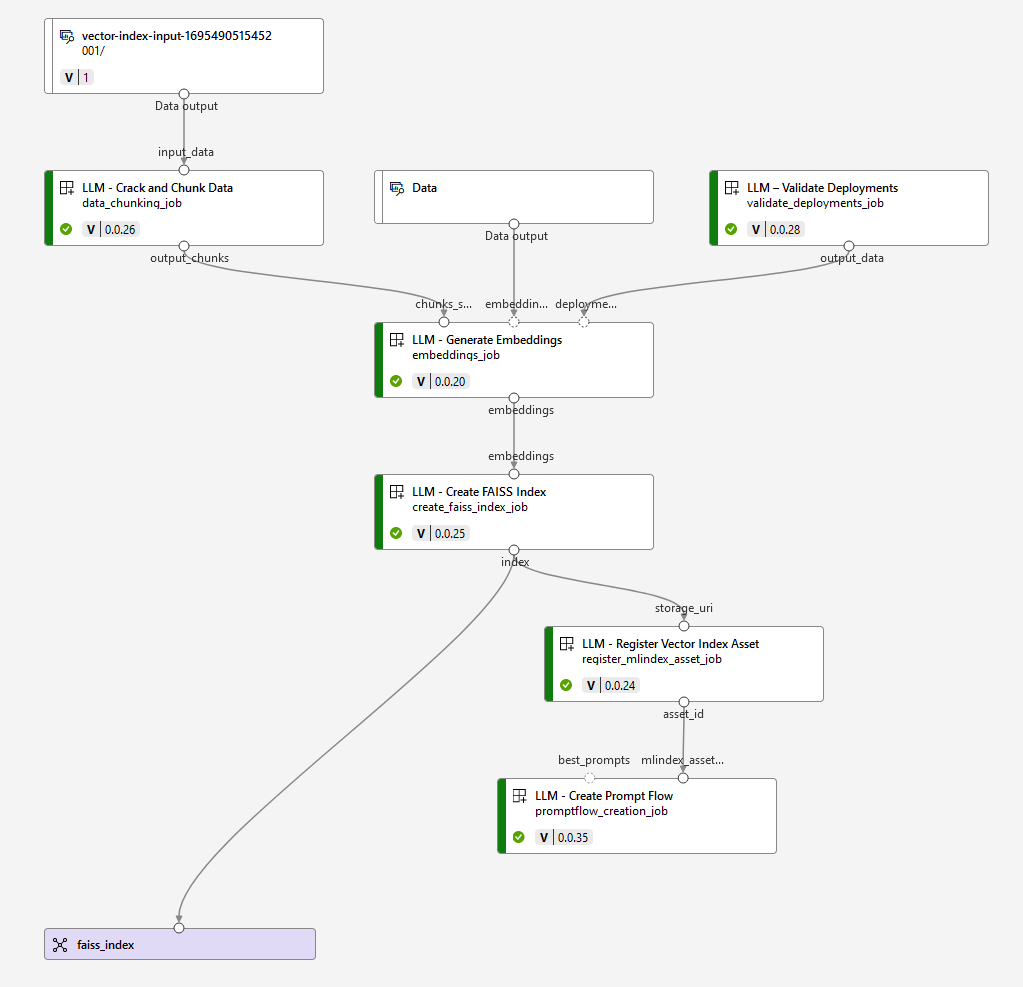 vector-index-input-1695490515452
001/
V 1
Data output
input_data
LLM - Crack and Chunk Data
data_chunking_job
V 0.0.26
output_chunks
Data
Data output
LLM – Validate Deployments
validate_deployments_job
V 0.0.28
output_data
chunks_s... embeddin... deployme...
LLM - Generate Embeddings
embeddings_job
V 0.0.20
embeddings
embeddings
LLM - Create FAISS Index
create_faiss_index_job
V 0.0.25
index
storage_uri
LLM - Register Vector Index Asset
register_mlindex_asset_job
V 0.0.24
asset_id
best_prompts mlindex_asset...
LLM - Create Prompt Flow
promptflow_creation_job
V 0.0.35
faiss_index